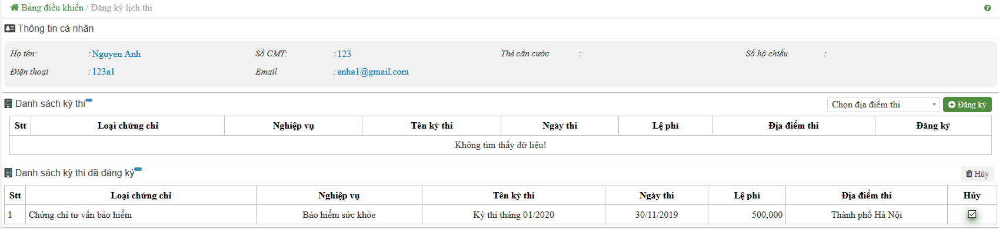 Bảng điều khiển / Đăng ký lịch thi
Thông tin cá nhân
Họ tên: : Nguyen Anh Số CMT: : 123 Thẻ căn cước : Số hộ chiếu :
Điện thoại : 123a1 Email : anha1@gmail.com
Danh sách kỳ thi Chọn địa điểm thi Đăng ký
Stt Loại chứng chỉ Nghiệp vụ Tên kỳ thi Ngày thi Lệ phí Địa điểm thi Đăng ký
Không tìm thấy dữ liệu!
Danh sách kỳ thi đã đăng ký Hủy
Stt Loại chứng chỉ Nghiệp vụ Tên kỳ thi Ngày thi Lệ phí Địa điểm thi Hủy
1 Chứng chỉ tư vấn bảo hiểm Bảo hiểm sức khỏe Kỳ thi tháng 01/2020 30/11/2019 500,000 Thành phố Hà Nội